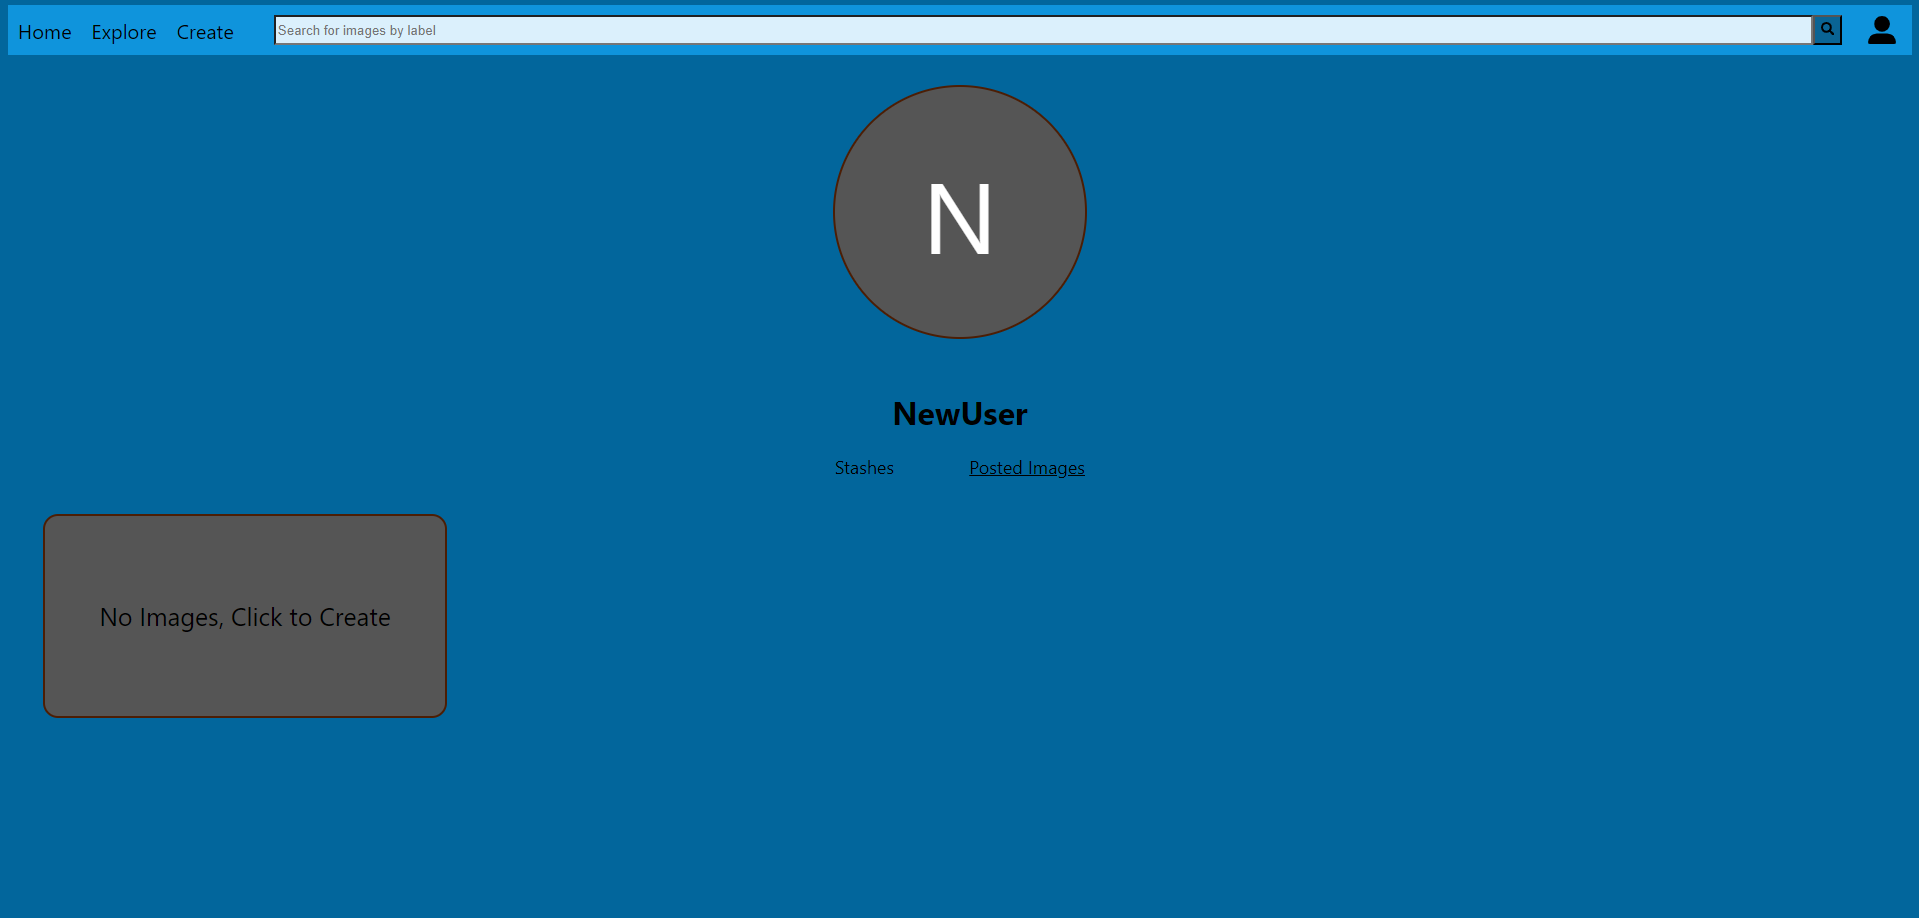 Home Explore Create Search for images by label
N
NewUser
Stashes Posted Images
No Images, Click to Create